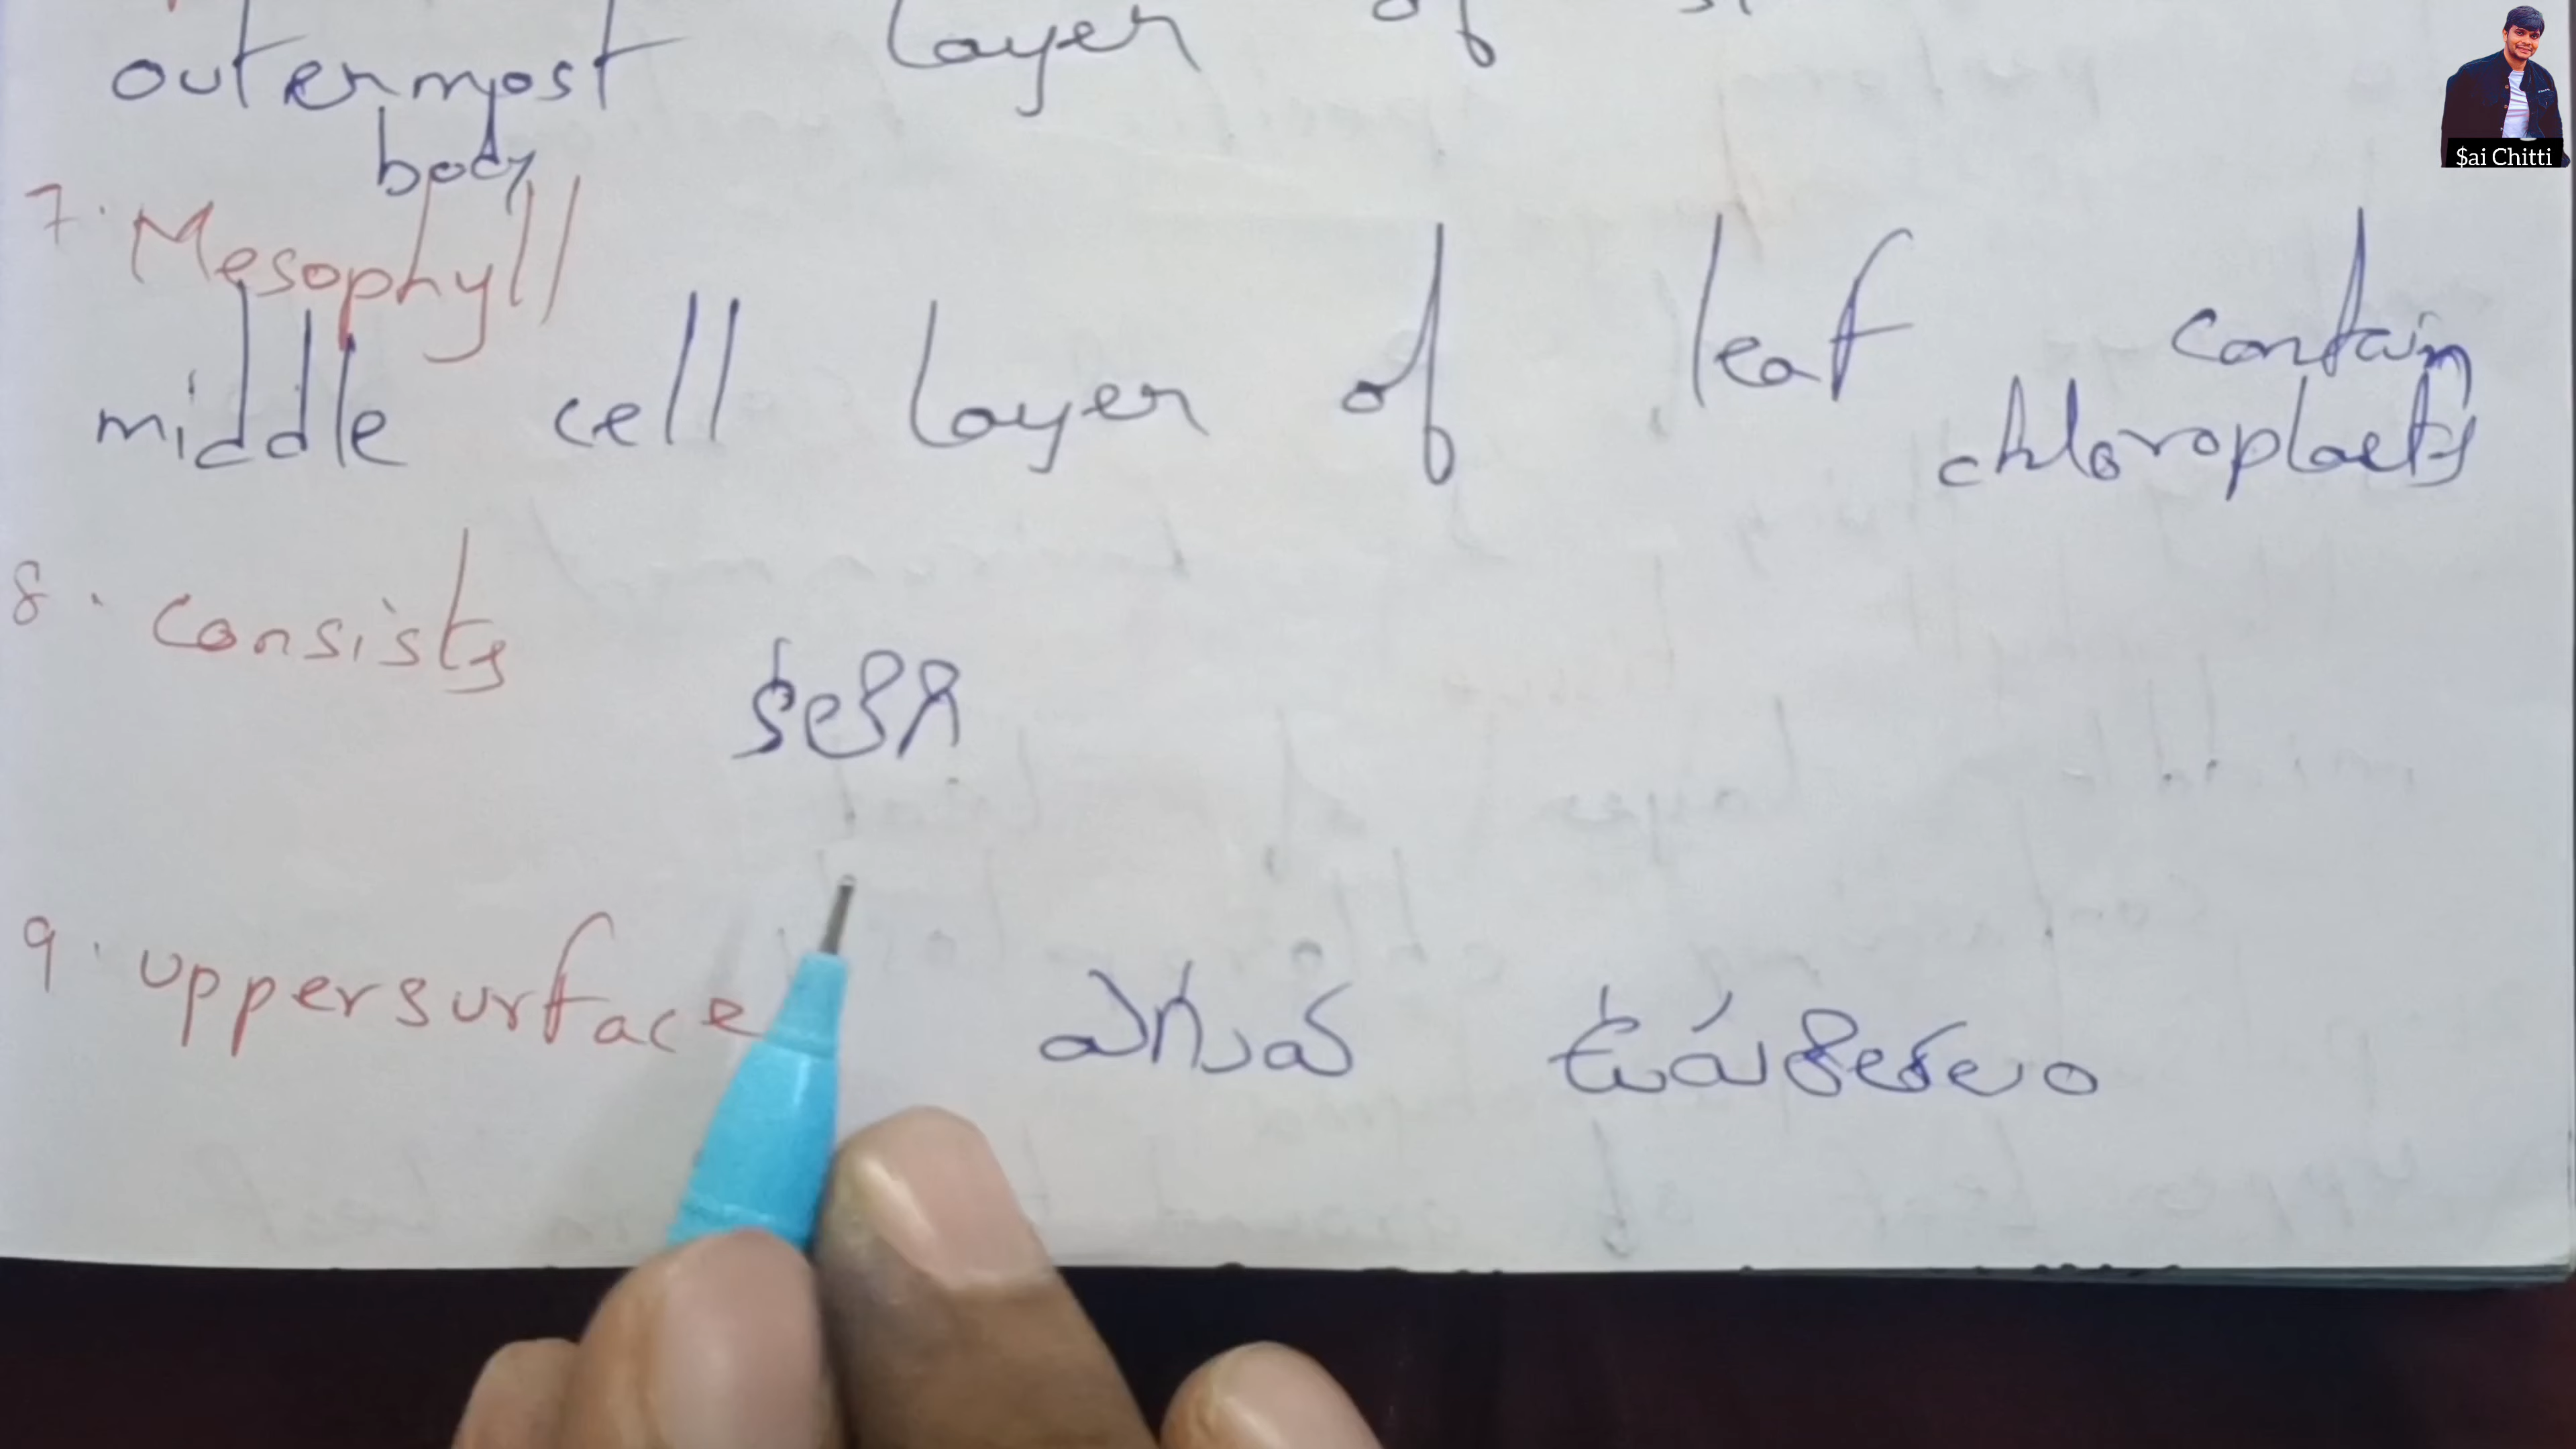 outermost layer of
body
7. Mesophyll
middle cell layer of leaf contain
chloroplasts
8. consists కలిగి
9. uppersurface ఎగువ ఉపరితలం
$ai Chitti